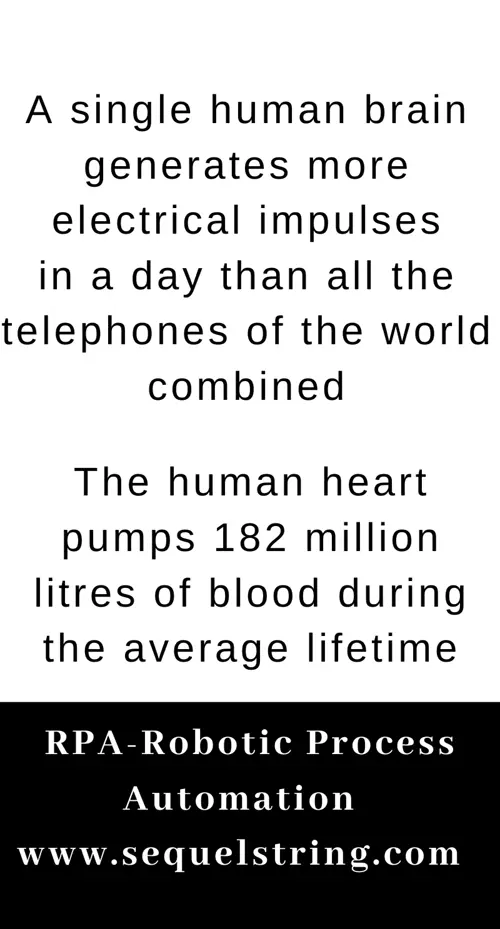 A single human brain
generates more
electrical impulses
in a day than all the
telephones of the world
combined
The human heart
pumps 182 million
litres of blood during
the average lifetime
RPA-Robotic Process
Automation
www.sequelstring.com